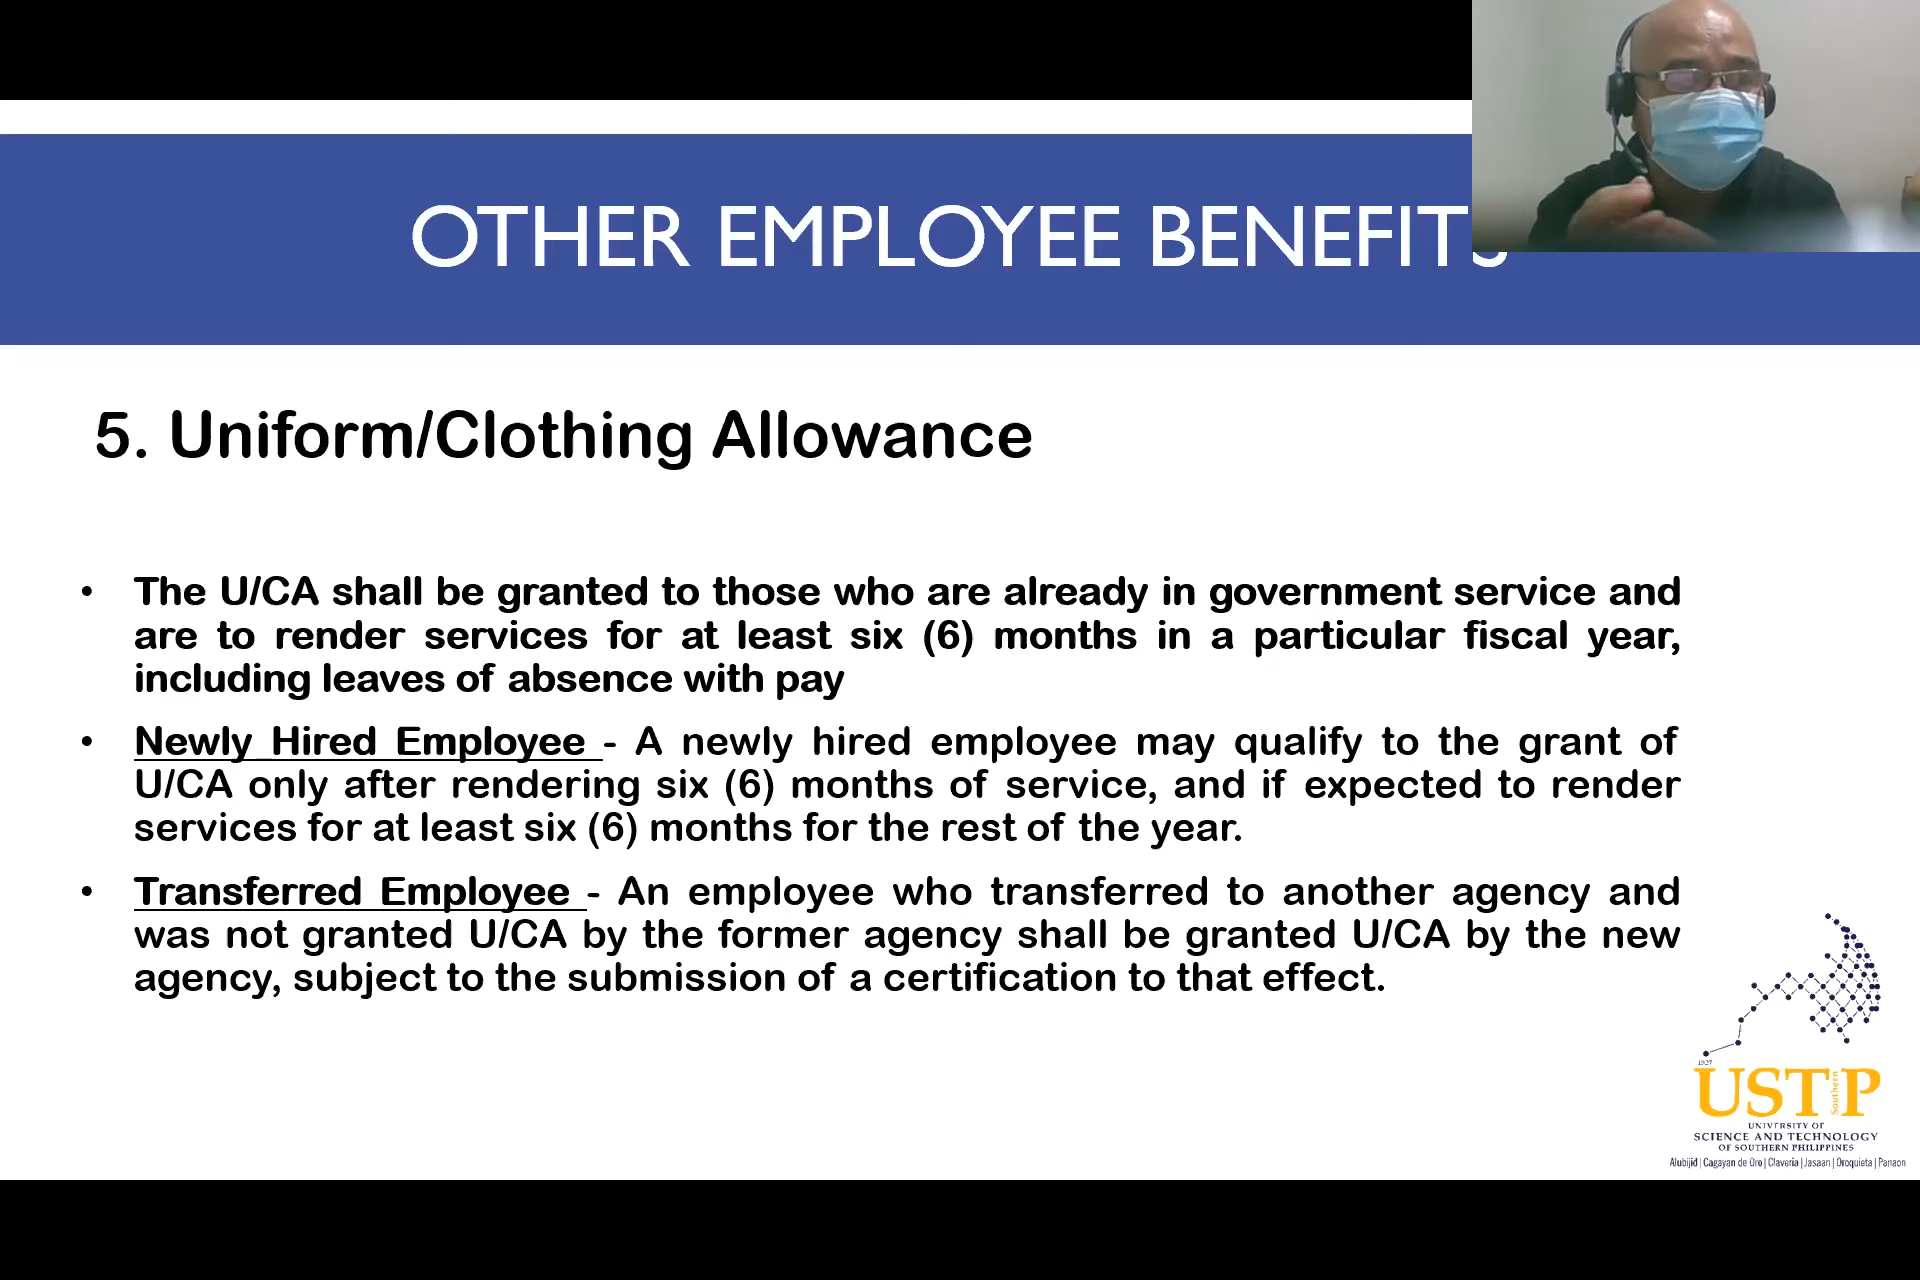 OTHER EMPLOYEE BENEFITS
5. Uniform/Clothing Allowance
• The U/CA shall be granted to those who are already in government service and
are to render services for at least six (6) months in a particular fiscal year,
including leaves of absence with pay
• Newly Hired Employee - A newly hired employee may qualify to the grant of
U/CA only after rendering six (6) months of service, and if expected to render
services for at least six (6) months for the rest of the year.
• Transferred Employee - An employee who transferred to another agency and
was not granted U/CA by the former agency shall be granted U/CA by the new
agency, subject to the submission of a certification to that effect.
1927
USTP
Southern
UNIVERSITY OF
SCIENCE AND TECHNOLOGY
OF SOUTHERN PHILIPPINES
Alubijid | Cagayan de Oro | Claveria | Jasaan | Oroquieta | Panaon